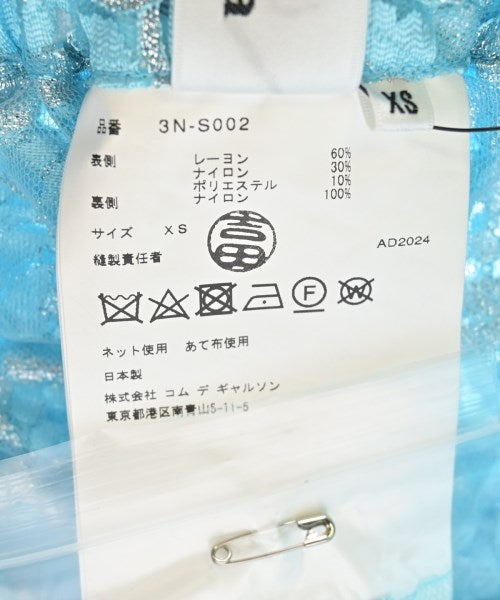 XS
品番 3N-S002
表側 レーヨン 60%
ナイロン 30%
ポリエステル 10%
裏側 ナイロン 100%
サイズ XS
縫製責任者
AD2024
F
W
ネット使用 あて布使用
日本製
株式会社 コム デ ギャルソン
東京都港区南青山5-11-5